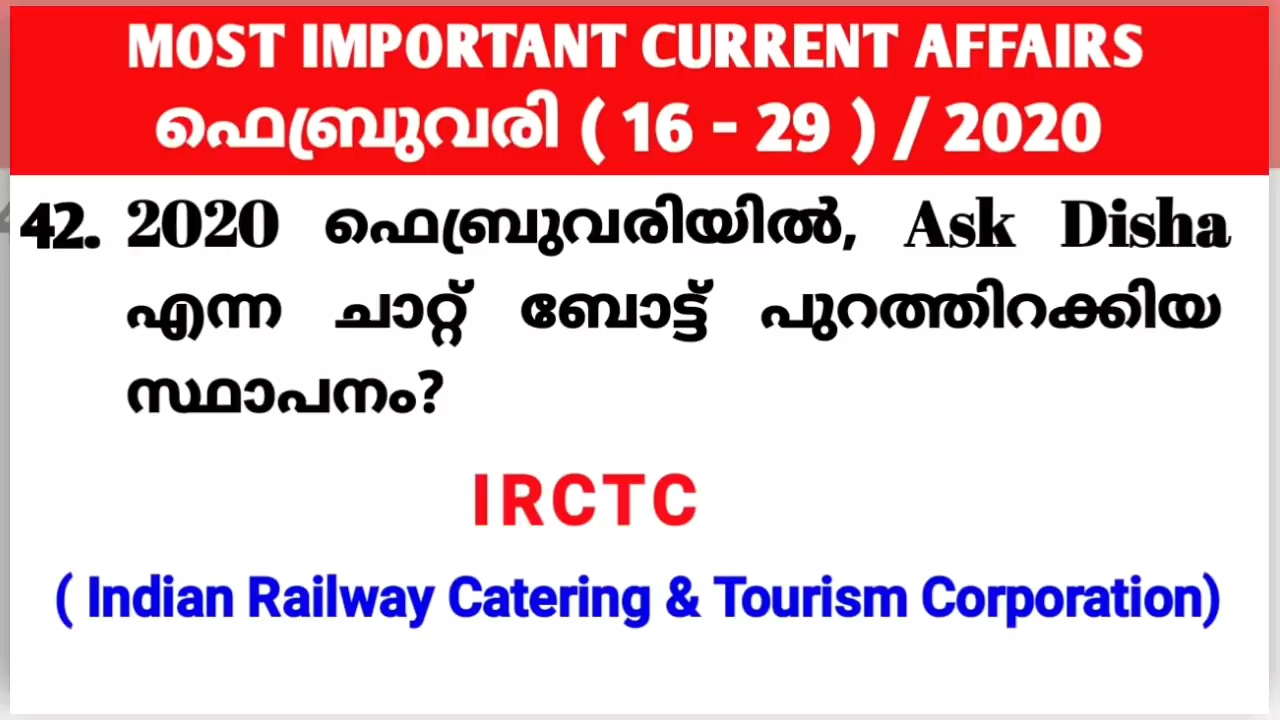 MOST IMPORTANT CURRENT AFFAIRS
ഫെബ്രുവരി ( 16 - 29 ) / 2020
42. 2020 ഫെബ്രുവരിയിൽ, Ask Disha
എന്ന ചാറ്റ് ബോട്ട് പുറത്തിറക്കിയ
സ്ഥാപനം?
IRCTC
( Indian Railway Catering & Tourism Corporation)